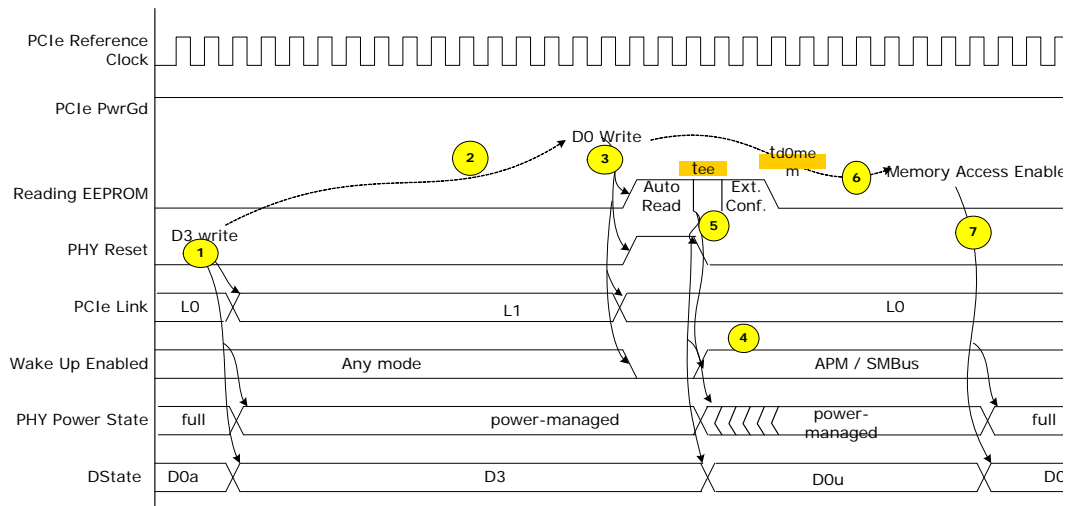 PCIe Reference
Clock
PCIe PwrGd
D0 Write
2
3
tee
td0me
m
6
Memory Access Enable
Reading EEPROM
Auto
Read
Ext.
Conf.
D3 write
1
5
7
PHY Reset
PCIe Link
L0
L1
L0
4
Wake Up Enabled
Any mode
APM / SMBus
PHY Power State
full
power-managed
power-
managed
full
DState
D0a
D3
D0u
D0